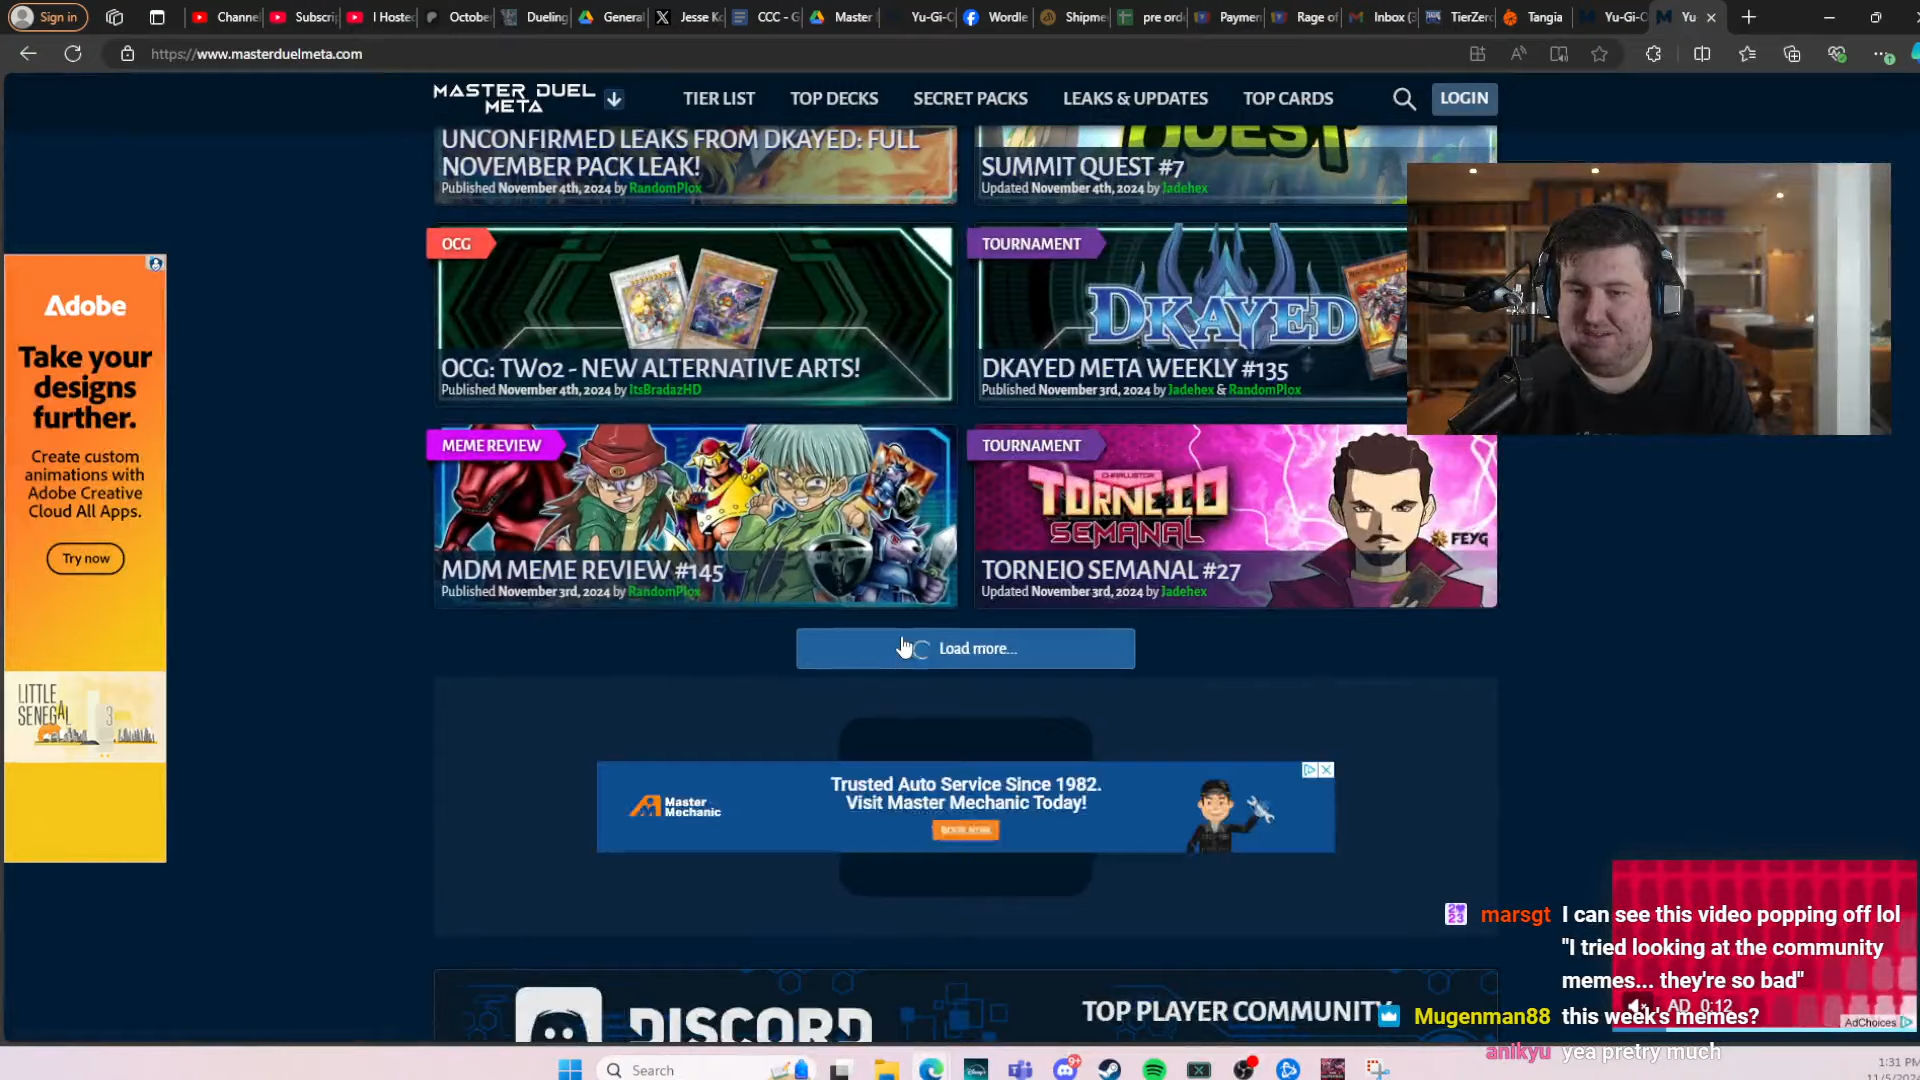 Sign in
Channe
Subscri
I Hoste
Octobe
Dueling
General
Jesse Ko
CCC - G
Master
Yu-Gi-C
Wordle
Shipme
pre ord
Paymen
Rage of
Inbox (3
TierZero
Tangia
Yu-Gi-C
Yu
https://www.masterduelmeta.com
MASTER DUEL
META
TIER LIST
TOP DECKS
SECRET PACKS
LEAKS & UPDATES
TOP CARDS
LOGIN
UNCONFIRMED LEAKS FROM DKAYED: FULL
NOVEMBER PACK LEAK!
Published November 4th, 2024 by RandomPlox
QUEST
SUMMIT QUEST #7
Updated November 4th, 2024 by Jadehex
OCG
OCG: TW02 - NEW ALTERNATIVE ARTS!
Published November 4th, 2024 by ItsBradazHD
TOURNAMENT
DKAYED
DKAYED META WEEKLY #135
Published November 3rd, 2024 by Jadehex & RandomPlox
MEME REVIEW
MDM MEME REVIEW #145
Published November 3rd, 2024 by RandomPlox
TOURNAMENT
TORNEIO
SEMANAL
FEYG
TORNEIO SEMANAL #27
Updated November 3rd, 2024 by Jadehex
Load more...
Adobe
Take your
designs
further.
Create custom
animations with
Adobe Creative
Cloud All Apps.
Try now
LITTLE
SENEGAL
3
Master
Mechanic
Trusted Auto Service Since 1982.
Visit Master Mechanic Today!
DISCORD
TOP PLAYER COMMUNITY
marsgt I can see this video popping off lol
"I tried looking at the community
memes... they're so bad"
AD 0:12
Mugenman88 this week's memes?
AdChoices
anikyu yea pretry much
Search
9+
1:31 PM